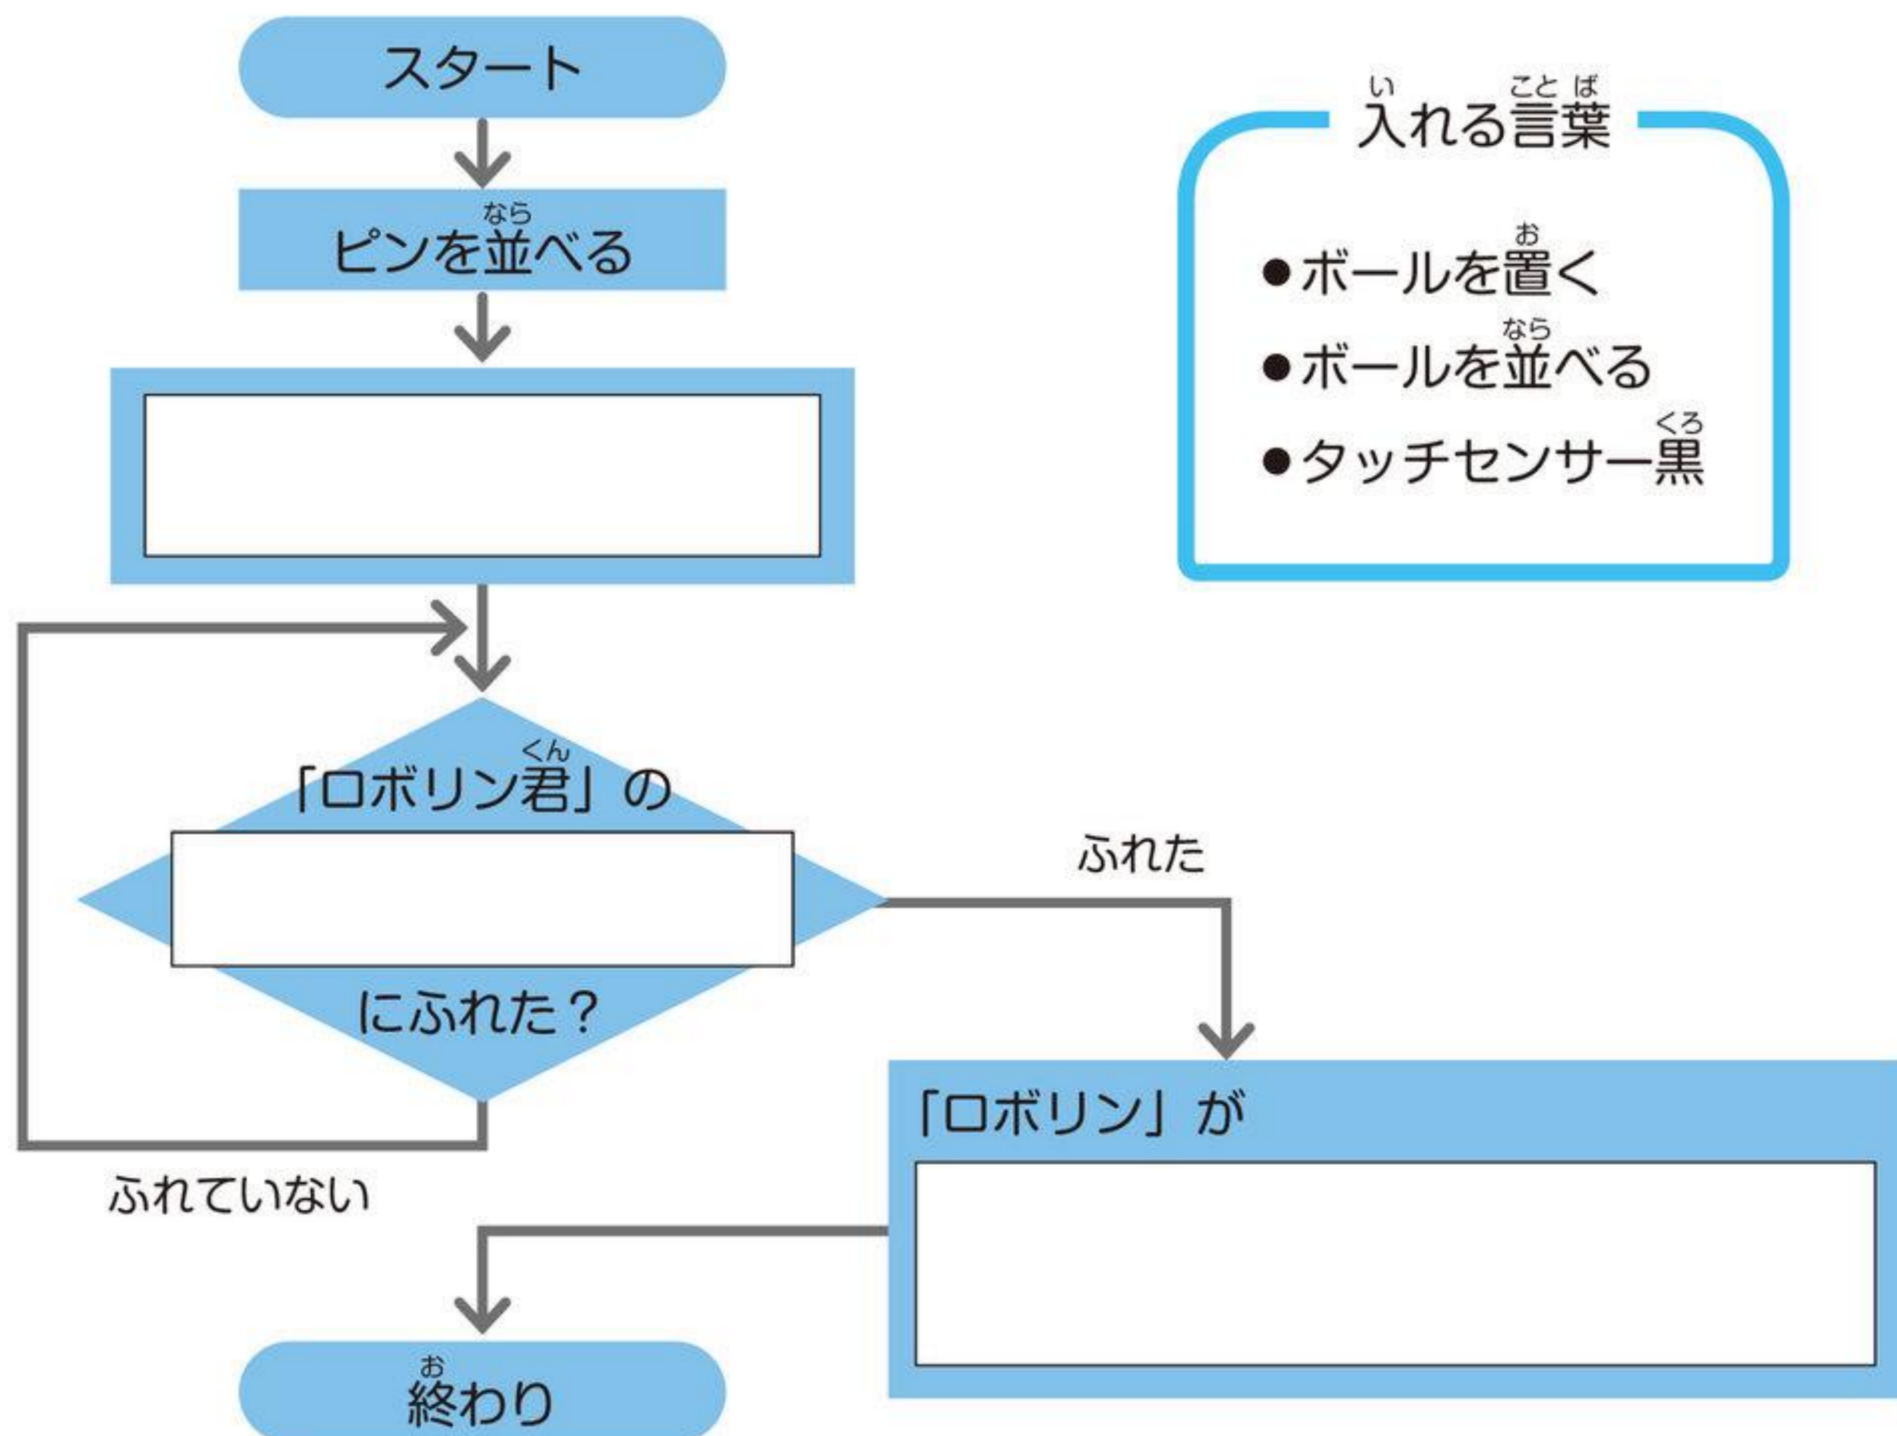 スタート
ピンを並べる
なら
「ロボリン君」の
くん
にふれた？
ふれた
ふれていない
「ロボリン」が
終わり
お
入れる言葉
い ことば
●ボールを置く
お
●ボールを並べる
なら
●タッチセンサー黒
くろ